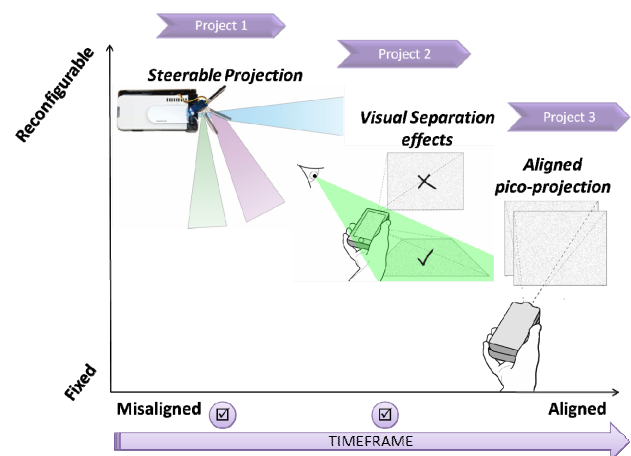 Project 1
Project 2
Project 3
Reconfigurable
Steerable Projection
Visual Separation
effects
Aligned
pico-projection
Fixed
Misaligned
Aligned
TIMEFRAME